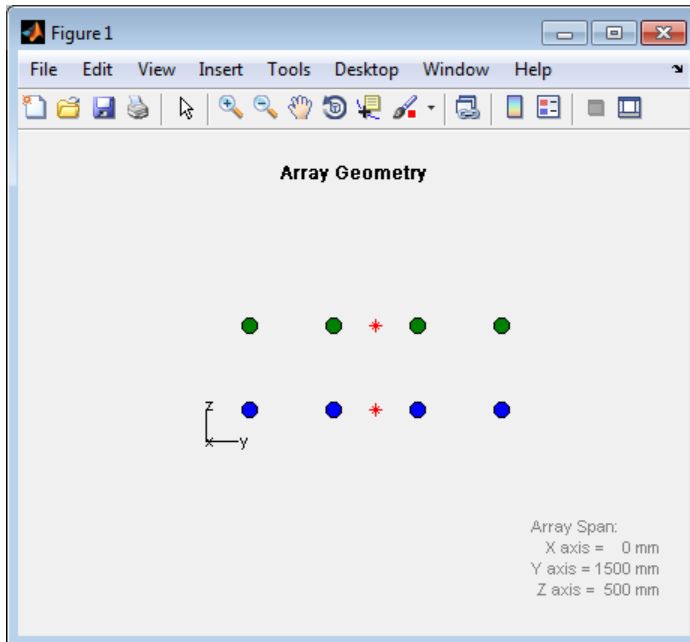 Figure 1
File Edit View Insert Tools Desktop Window Help
Array Geometry
z
x y
Array Span:
X axis = 0 mm
Y axis = 1500 mm
Z axis = 500 mm